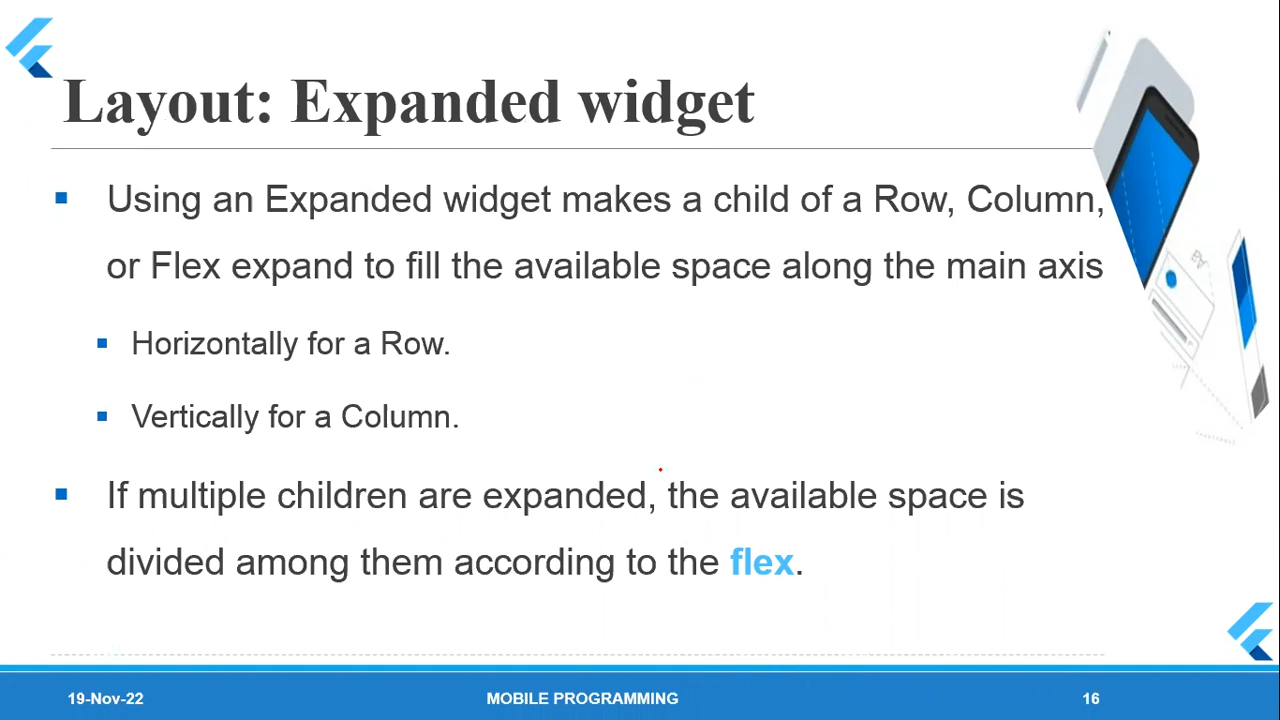 Layout: Expanded widget
Using an Expanded widget makes a child of a Row, Column,
or Flex expand to fill the available space along the main axis
Horizontally for a Row.
Vertically for a Column.
If multiple children are expanded, the available space is
divided among them according to the flex.
19-Nov-22
MOBILE PROGRAMMING
16